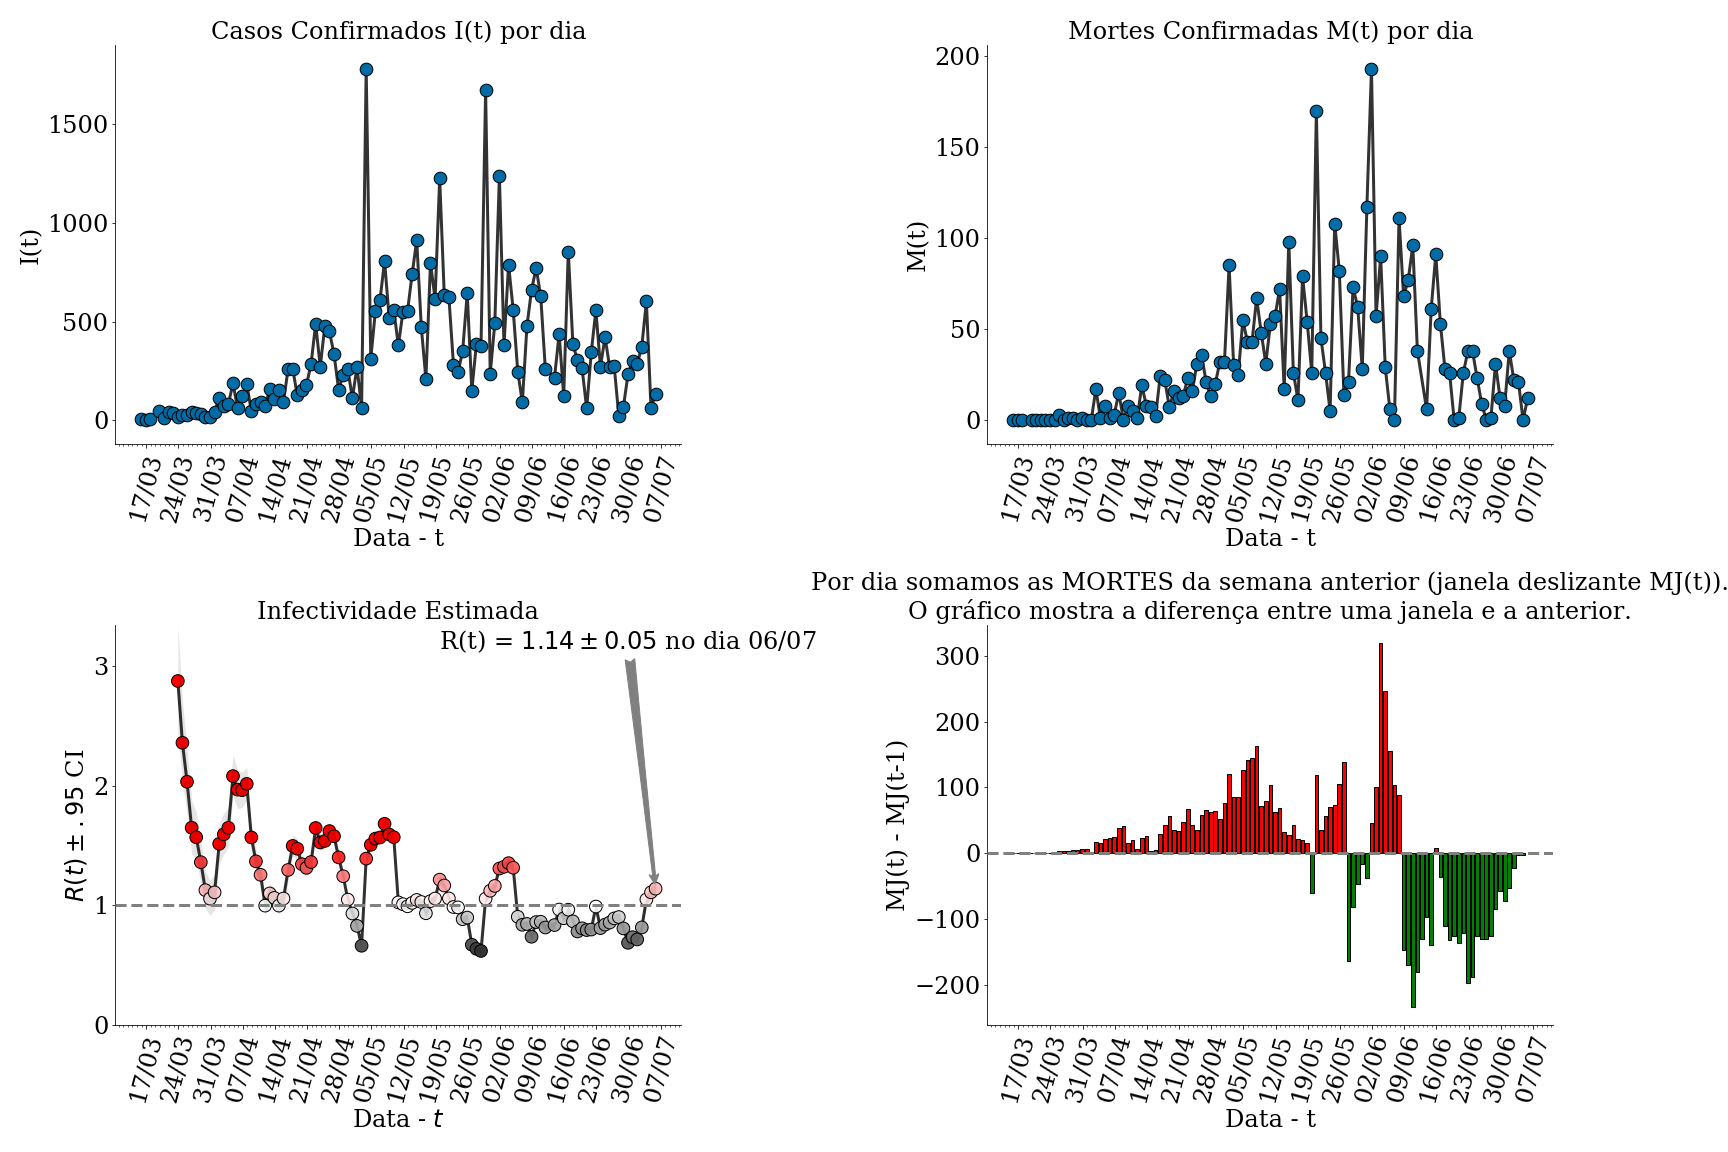 Casos Confirmados I(t) por dia
I(t)
1500
1000
500
0
17/03 24/03 31/03 07/04 14/04 21/04 28/04 05/05 12/05 19/05 26/05 02/06 09/06 16/06 23/06 30/06 07/07
Data - t
Mortes Confirmadas M(t) por dia
M(t)
200
150
100
50
0
17/03 24/03 31/03 07/04 14/04 21/04 28/04 05/05 12/05 19/05 26/05 02/06 09/06 16/06 23/06 30/06 07/07
Data - t
Infectividade Estimada
R(t) = 1.14 ± 0.05 no dia 06/07
R(t) ± .95 CI
3
2
1
0
17/03 24/03 31/03 07/04 14/04 21/04 28/04 05/05 12/05 19/05 26/05 02/06 09/06 16/06 23/06 30/06 07/07
Data - t
Por dia somamos as MORTES da semana anterior (janela deslizante MJ(t)).
O gráfico mostra a diferença entre uma janela e a anterior.
MJ(t) - MJ(t-1)
300
200
100
0
−100
−200
17/03 24/03 31/03 07/04 14/04 21/04 28/04 05/05 12/05 19/05 26/05 02/06 09/06 16/06 23/06 30/06 07/07
Data - t